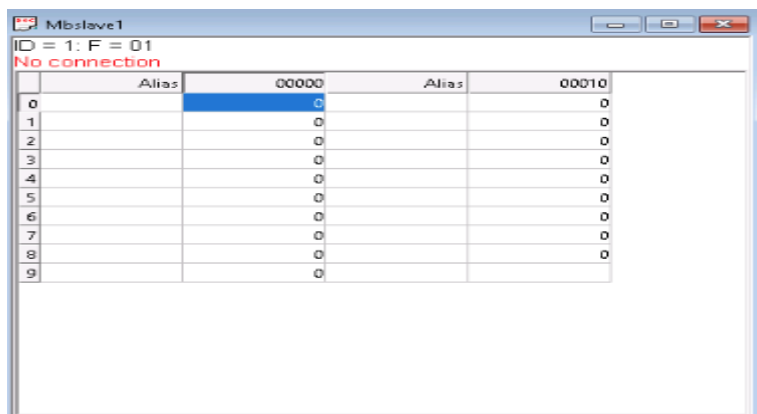 Mbslave1
ID = 1: F = 01
No connection
Alias 00000 Alias 00010
0 0 0
1 0 0
2 0 0
3 0 0
4 0 0
5 0 0
6 0 0
7 0 0
8 0 0
9 0